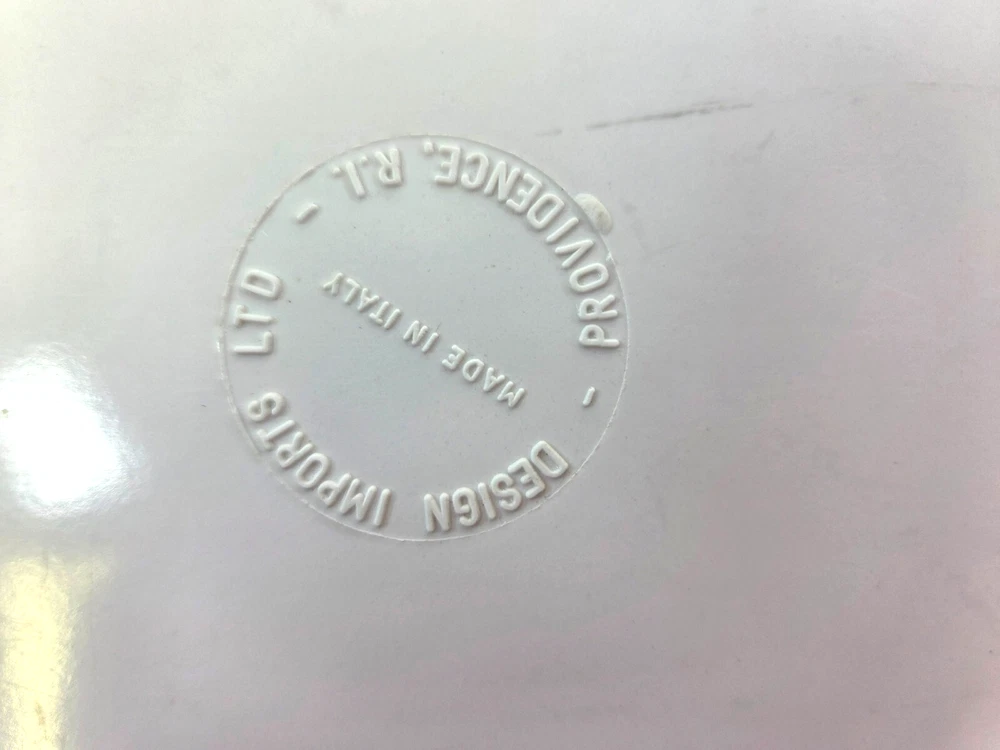 DESIGN IMPORTS LTD - PROVIDENCE, R.I. -
MADE IN ITALY